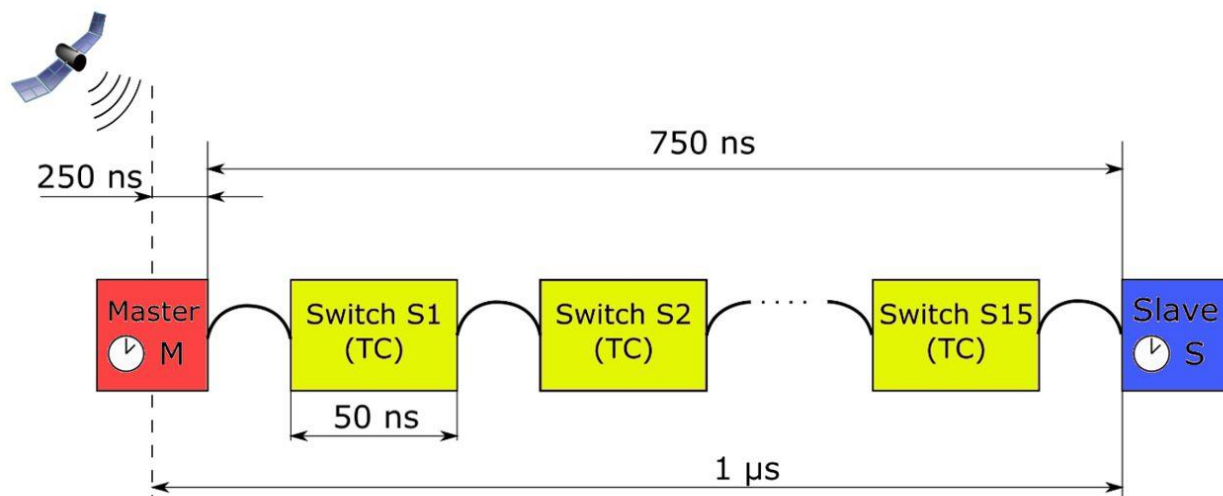 750 ns
250 ns
Master
M
Switch S1
(TC)
Switch S2
(TC)
.....
Switch S15
(TC)
Slave
S
50 ns
1 µs